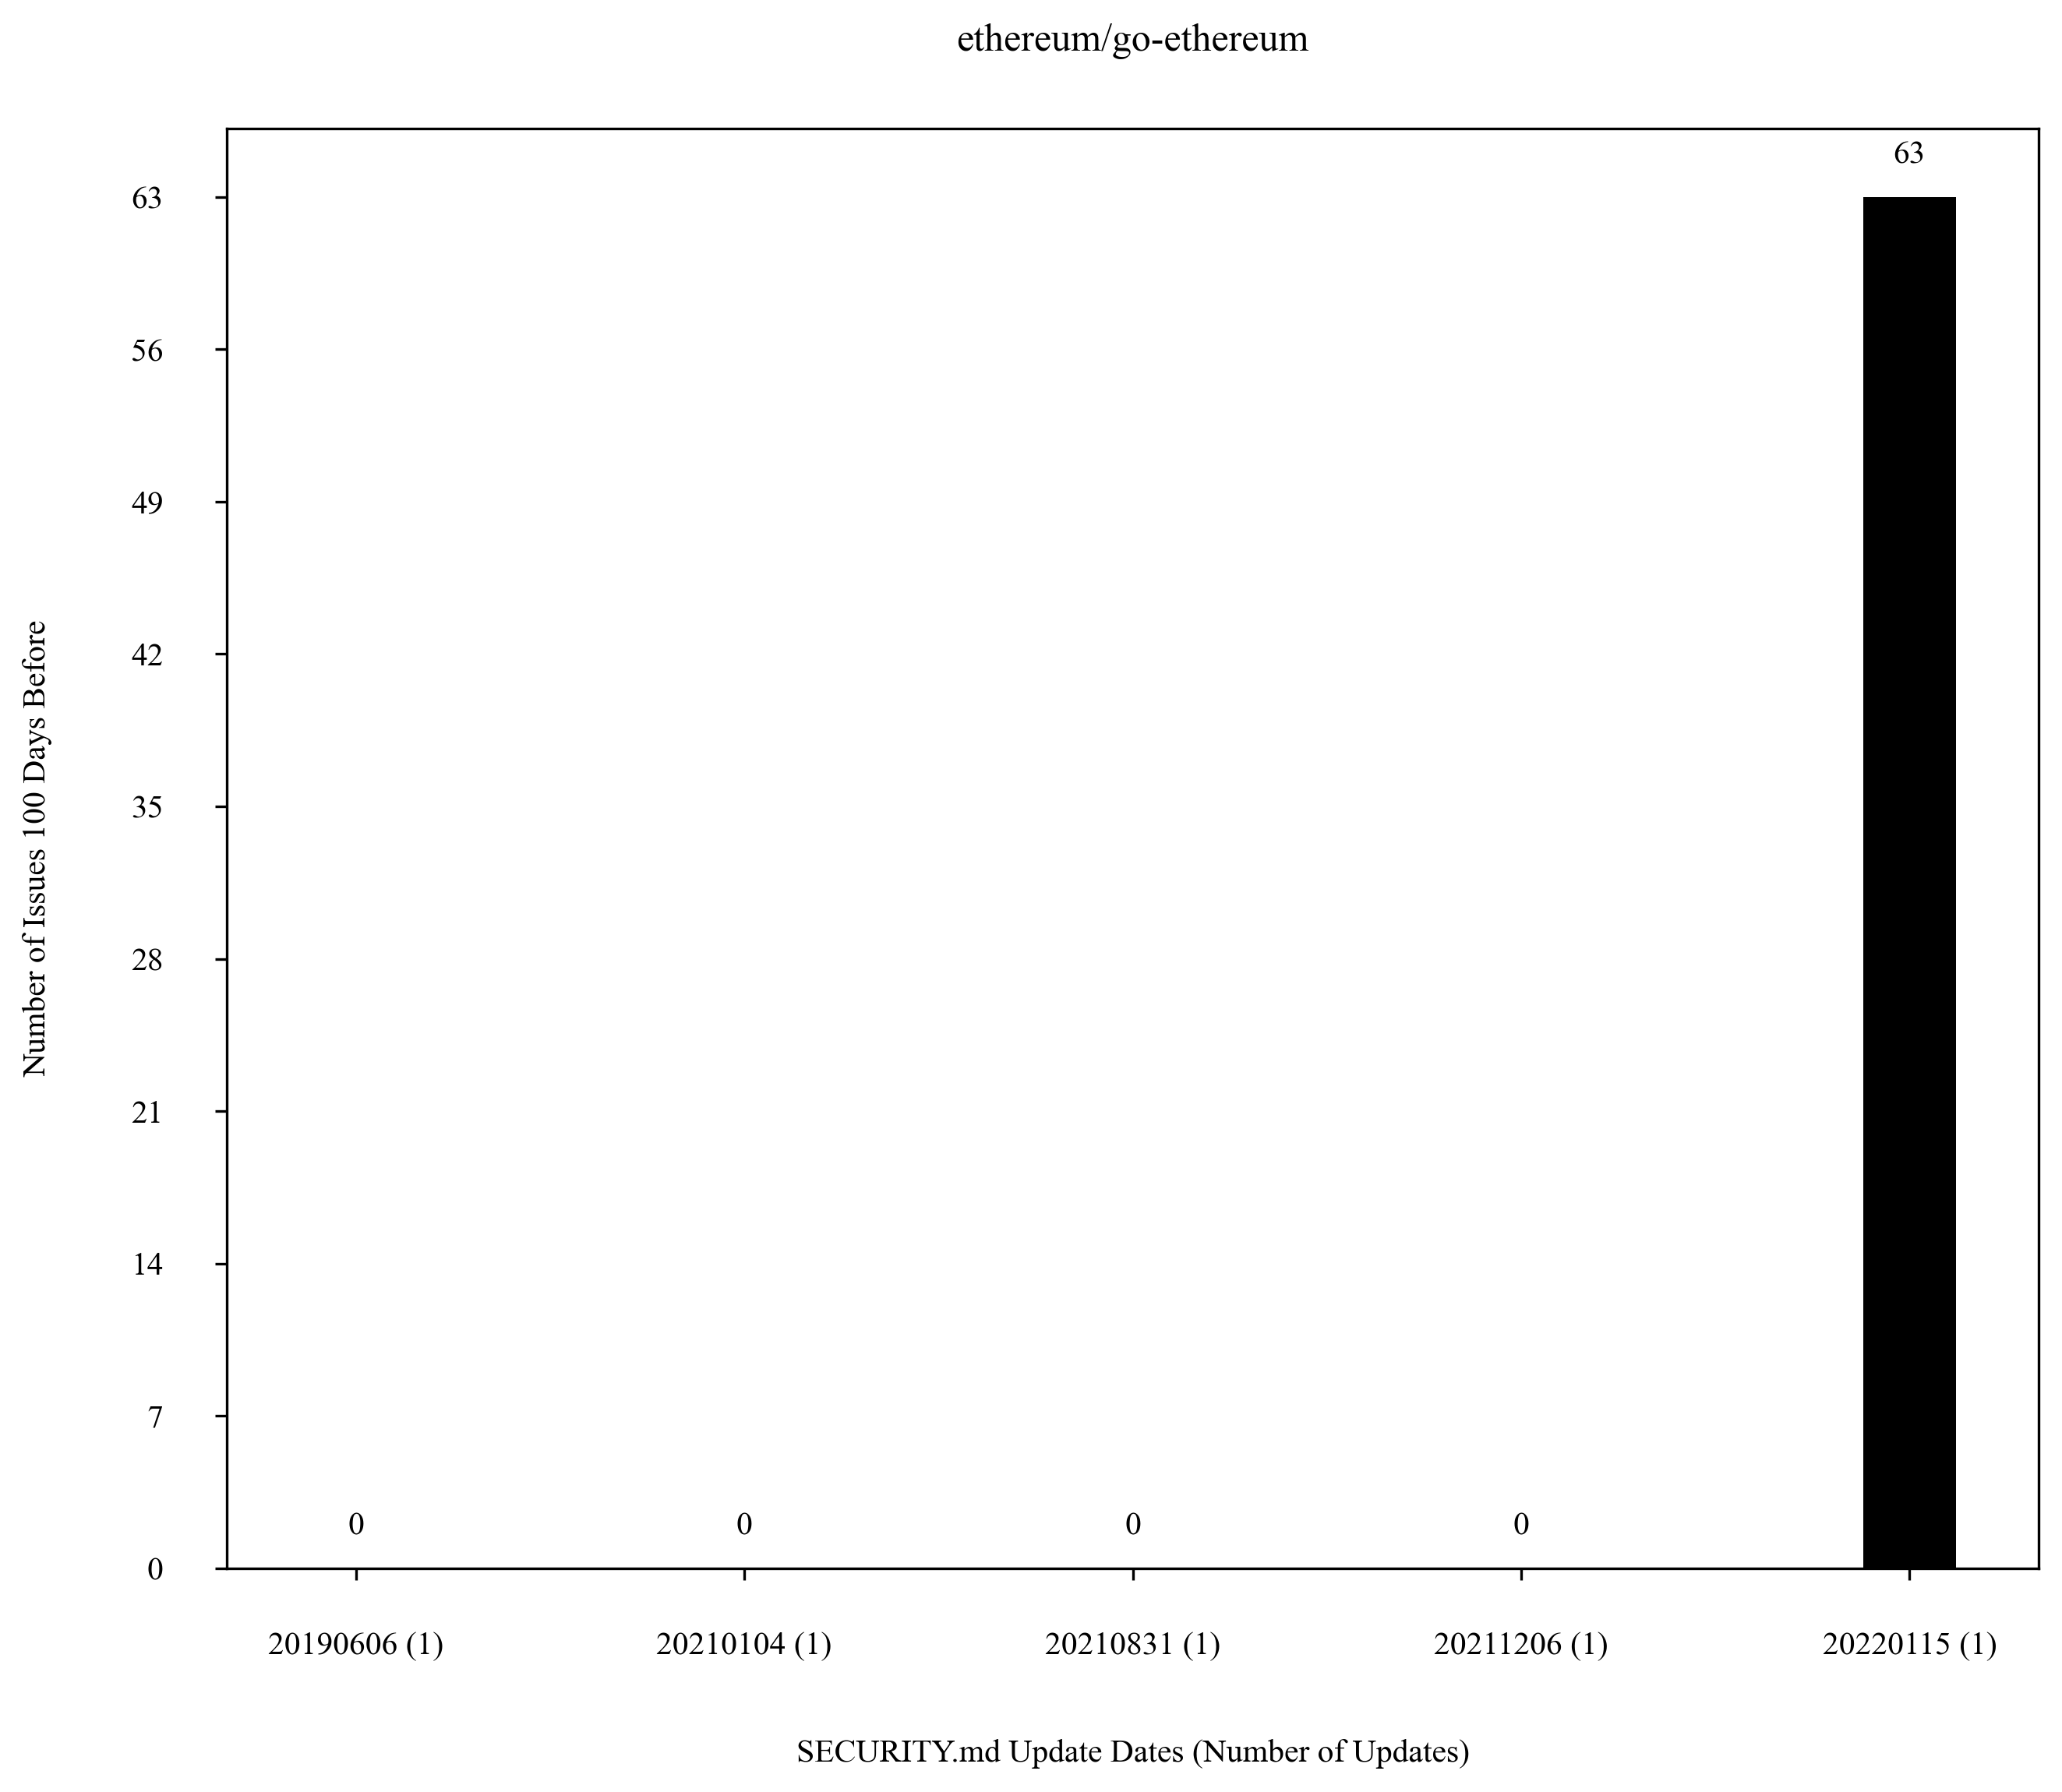 ethereum/go-ethereum
63
63
56
49
42
35
28
21
14
7
0
Number of Issues 100 Days Before
0 0 0 0
20190606 (1) 20210104 (1) 20210831 (1) 20211206 (1) 20220115 (1)
SECURITY.md Update Dates (Number of Updates)